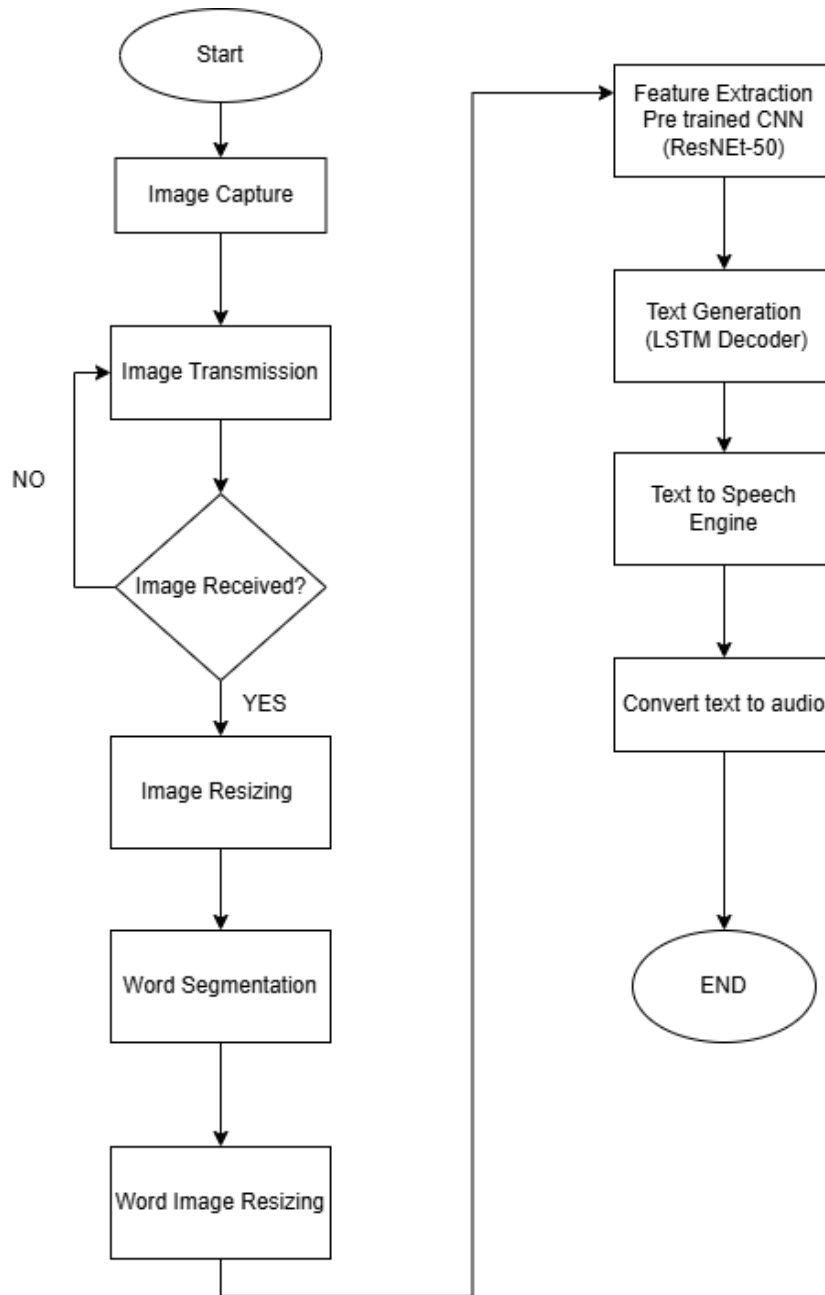 Start
Image Capture
Image Transmission
NO
Image Received?
YES
Image Resizing
Word Segmentation
Word Image Resizing
Feature Extraction
Pre trained CNN
(ResNEt-50)
Text Generation
(LSTM Decoder)
Text to Speech
Engine
Convert text to audio
END